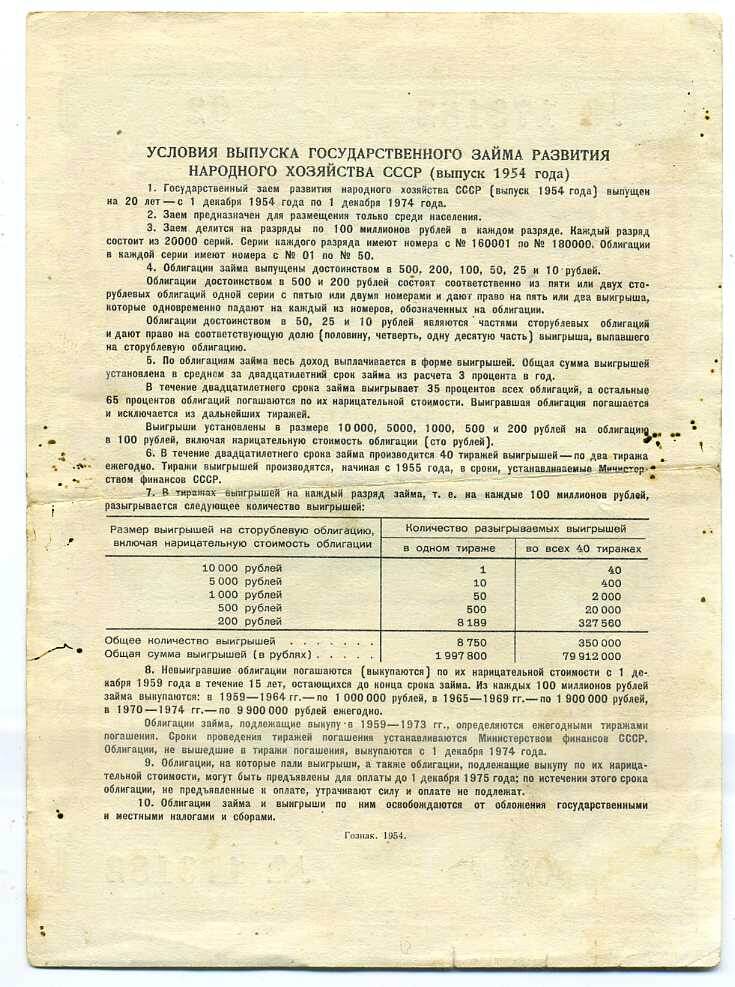 УСЛОВИЯ ВЫПУСКА ГОСУДАРСТВЕННОГО ЗАЙМА РАЗВИТИЯ
НАРОДНОГО ХОЗЯЙСТВА СССР (выпуск 1954 года)
1. Государственный заем развития народного хозяйства СССР (выпуск 1954 года) выпущен
на 20 лет — с 1 декабря 1954 года по 1 декабря 1974 года.
2. Заем предназначен для размещения только среди населения.
3. Заем делится на разряды по 100 миллионов рублей в каждом разряде. Каждый разряд
состоит из 20000 серий. Серии каждого разряда имеют номера с № 160001 по № 180000. Облигации
в каждой серии имеют номера с № 01 по № 50.
4. Облигации займа выпущены достоинством в 500, 200, 100, 50, 25 и 10 рублей.
Облигации достоинством в 500 и 200 рублей состоят соответственно из пяти или двух сто-
рублевых облигаций одной серии с пятью или двумя номерами и дают право на пять или два выигрыша,
которые одновременно падают на каждый из номеров, обозначенных на облигации.
Облигации достоинством в 50, 25 и 10 рублей являются частями сторублевых облигаций
и дают право на соответствующую долю (половину, четверть, одну десятую часть) выигрыша, выпавшего
на сторублевую облигацию.
5. По облигациям займа весь доход выплачивается в форме выигрышей. Общая сумма выигрышей
установлена в среднем за двадцатилетний срок займа из расчета 3 процента в год.
В течение двадцатилетнего срока займа выигрывает 35 процентов всех облигаций, а остальные
65 процентов облигаций погашаются по их нарицательной стоимости. Выигравшая облигация погашается
и исключается из дальнейших тиражей.
Выигрыши установлены в размере 10 000, 5000, 1000, 500 и 200 рублей на облигацию
в 100 рублей, включая нарицательную стоимость облигации (сто рублей).
6. В течение двадцатилетнего срока займа производится 40 тиражей выигрышей — по два тиража
ежегодно. Тиражи выигрышей производятся, начиная с 1955 года, в сроки, устанавливаемые Министер-
ством финансов СССР.
7. В тиражах выигрышей на каждый разряд займа, т. е. на каждые 100 миллионов рублей,
разыгрывается следующее количество выигрышей:
Размер выигрышей на сторублевую облигацию, включая нарицательную стоимость облигации
Количество разыгрываемых выигрышей
в одном тираже во всех 40 тиражах
10 000 рублей 1 40
5 000 рублей 10 400
1 000 рублей 50 2 000
500 рублей 500 20 000
200 рублей 8 189 327 560
Общее количество выигрышей . . . . . . . 8 750 350 000
Общая сумма выигрышей (в рублях) . . . . . 1 997 800 79 912 000
8. Невыигравшие облигации погашаются (выкупаются) по их нарицательной стоимости с 1 де-
кабря 1959 года в течение 15 лет, остающихся до конца срока займа. Из каждых 100 миллионов рублей
займа выкупаются: в 1959—1964 гг.— по 1 000 000 рублей, в 1965—1969 гг.— по 1 900 000 рублей,
в 1970—1974 гг.— по 9 900 000 рублей ежегодно.
Облигации займа, подлежащие выкупу в 1959—1973 гг., определяются ежегодными тиражами
погашения. Сроки проведения тиражей погашения устанавливаются Министерством финансов СССР.
Облигации, не вышедшие в тиражи погашения, выкупаются с 1 декабря 1974 года.
9. Облигации, на которые пали выигрыши, а также облигации, подлежащие выкупу по их нарица-
тельной стоимости, могут быть предъявлены для оплаты до 1 декабря 1975 года; по истечении этого срока
облигации, не предъявленные к оплате, утрачивают силу и оплате не подлежат.
10. Облигации займа и выигрыши по ним освобождаются от обложения государственными
и местными налогами и сборами.
Гознак. 1954.